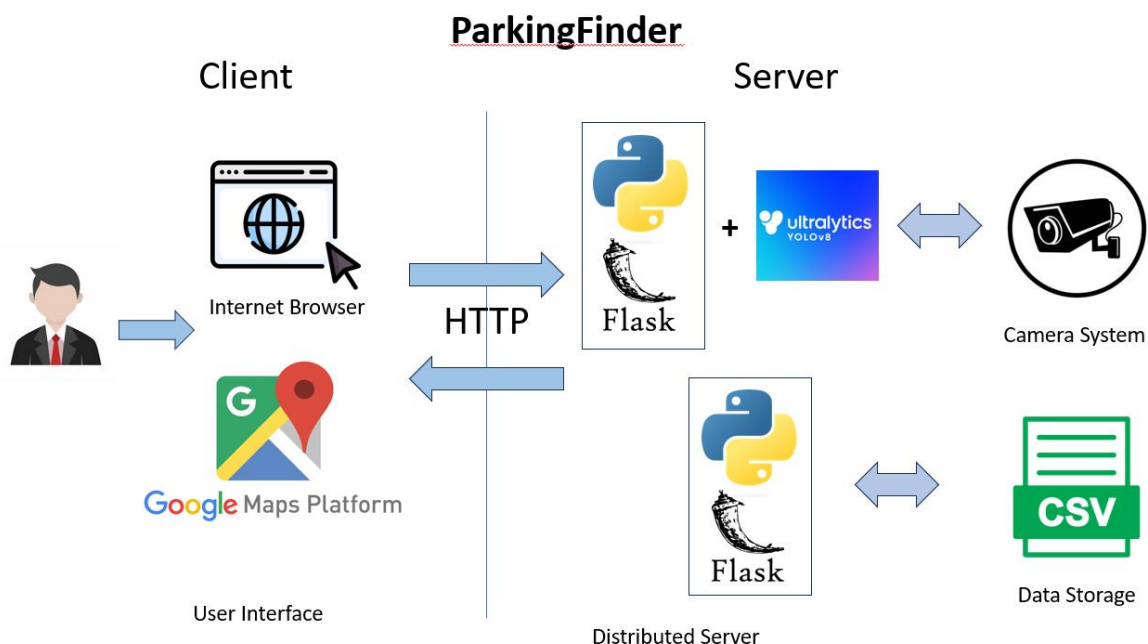 ParkingFinder
Client
Server
Internet Browser
HTTP
Flask
+
ultralytics
YOLOv8
Camera System
G
Google Maps Platform
Flask
CSV
Data Storage
User Interface
Distributed Server